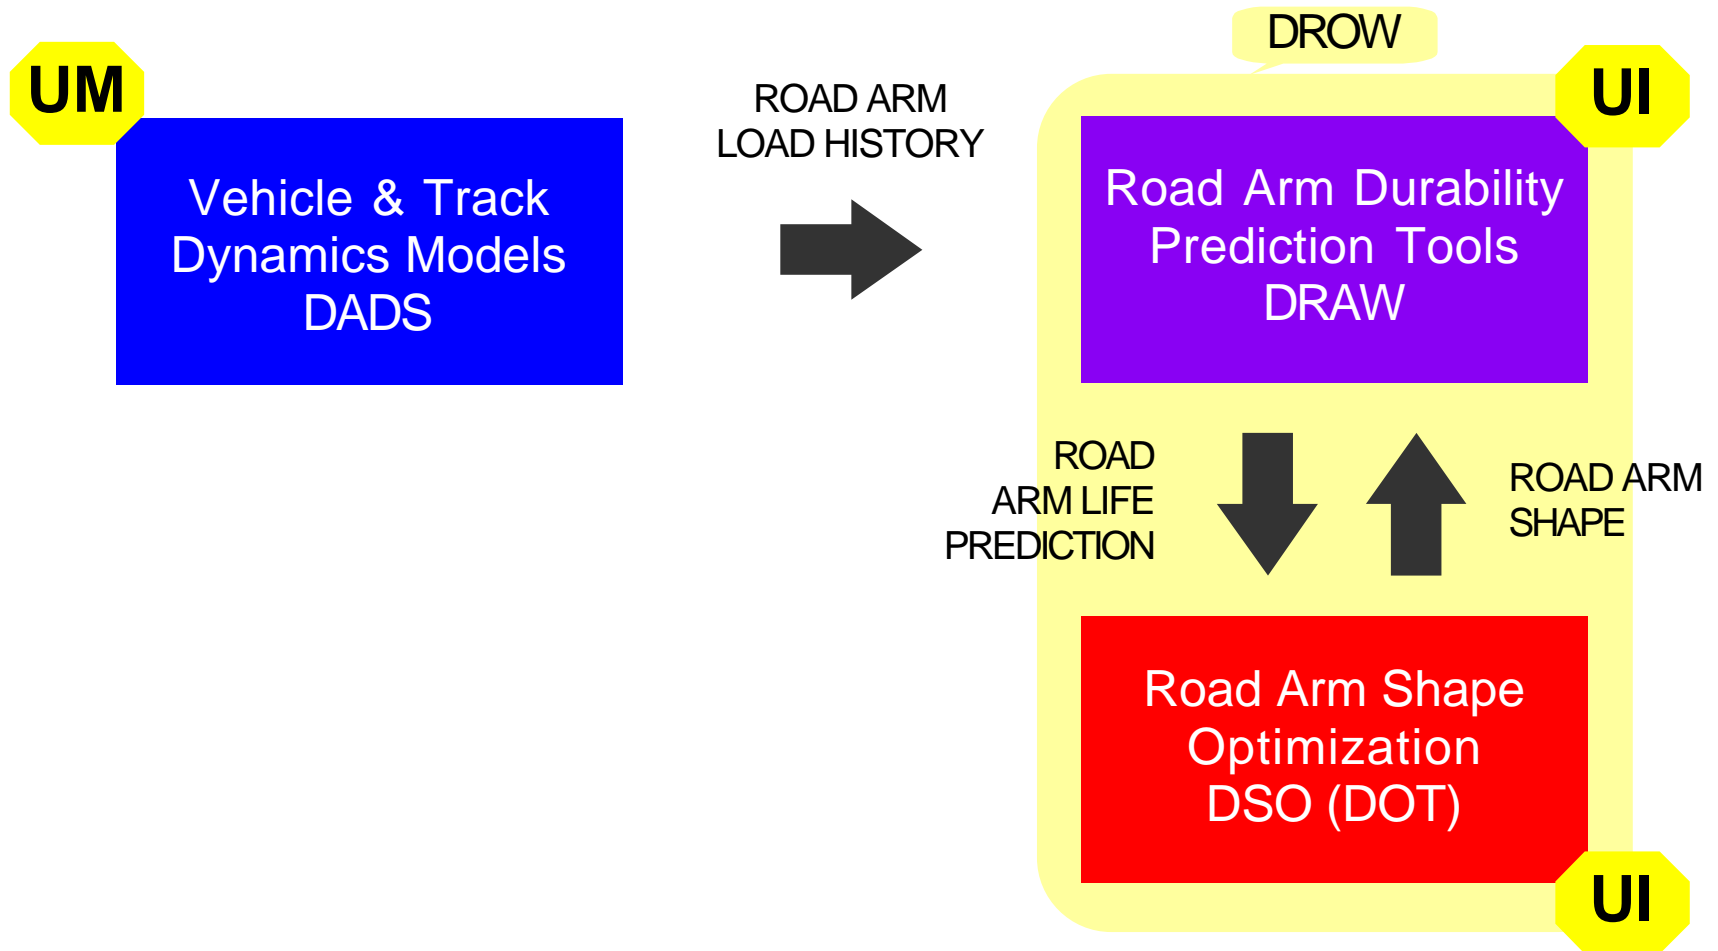 UM
Vehicle & Track
Dynamics Models
DADS
ROAD ARM
LOAD HISTORY
DROW
UI
Road Arm Durability
Prediction Tools
DRAW
ROAD
ARM LIFE
PREDICTION
ROAD ARM
SHAPE
Road Arm Shape
Optimization
DSO (DOT)
UI